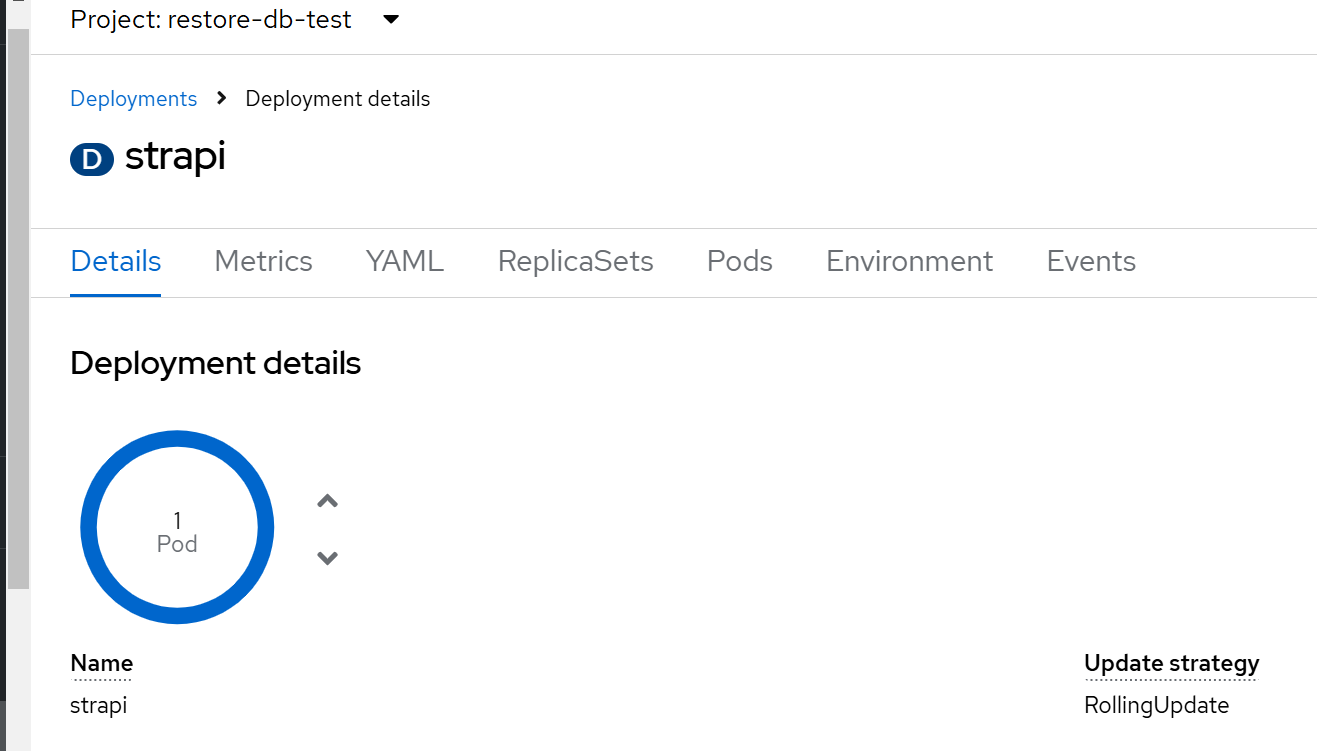 Project: restore-db-test
Deployments Deployment details
D strapi
Details Metrics YAML ReplicaSets Pods Environment Events
Deployment details
1
Pod
Name
strapi
Update strategy
RollingUpdate